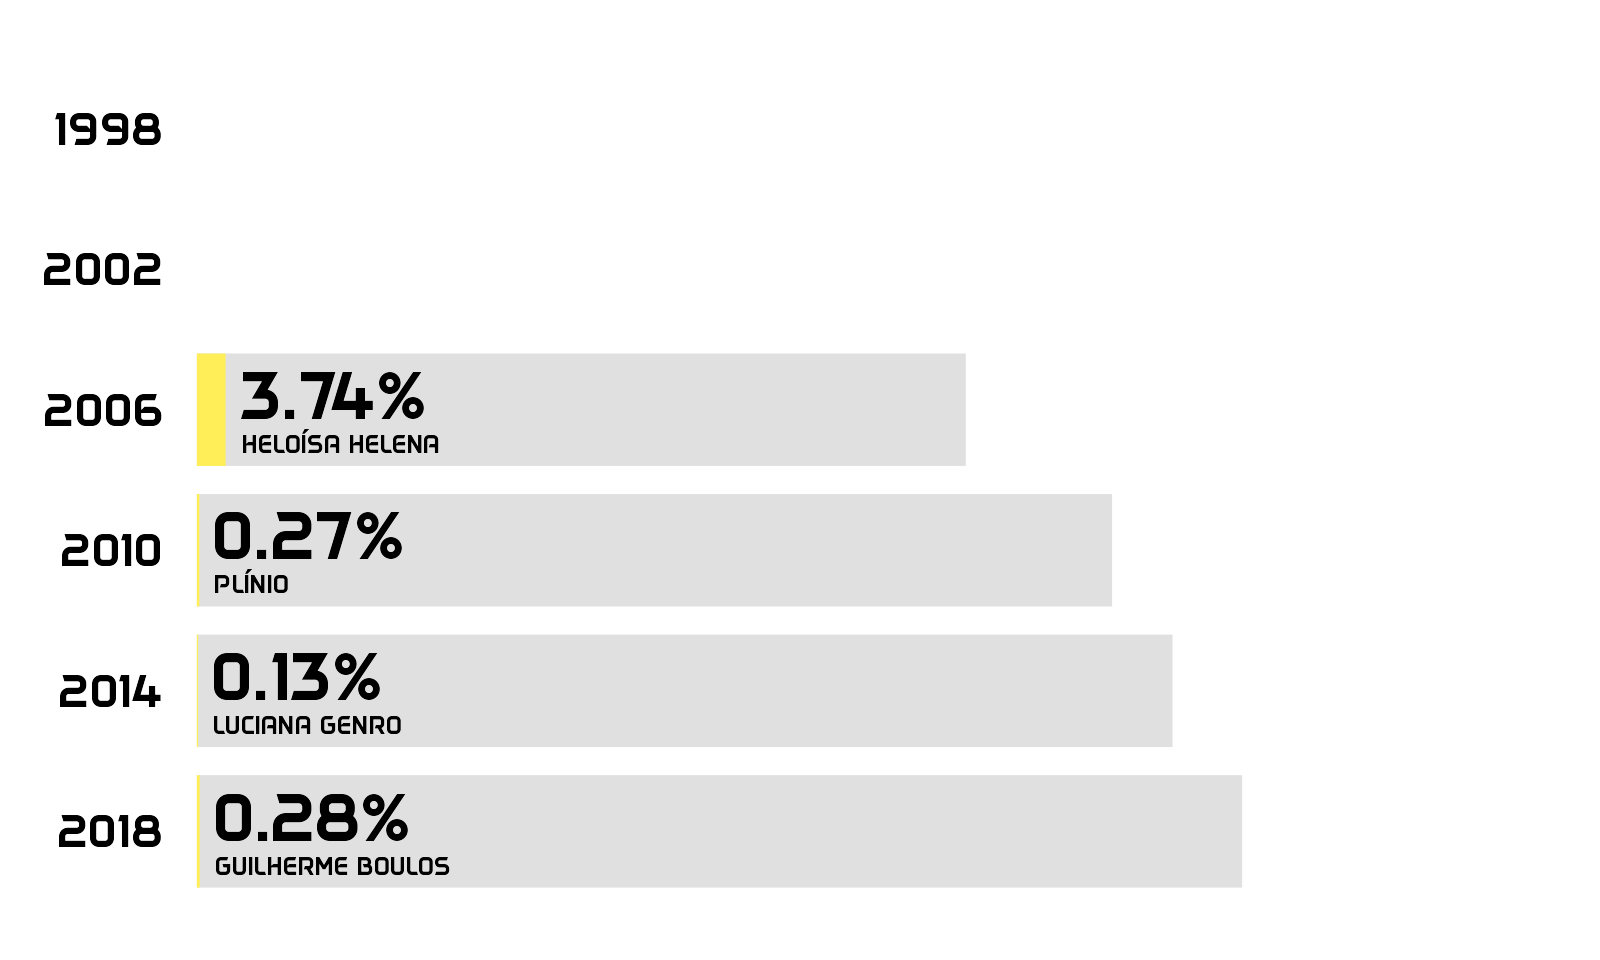 1998
2002
2006
3.74%
HELOÍSA HELENA
2010
0.27%
PLÍNIO
2014
0.13%
LUCIANA GENRO
2018
0.28%
GUILHERME BOULOS